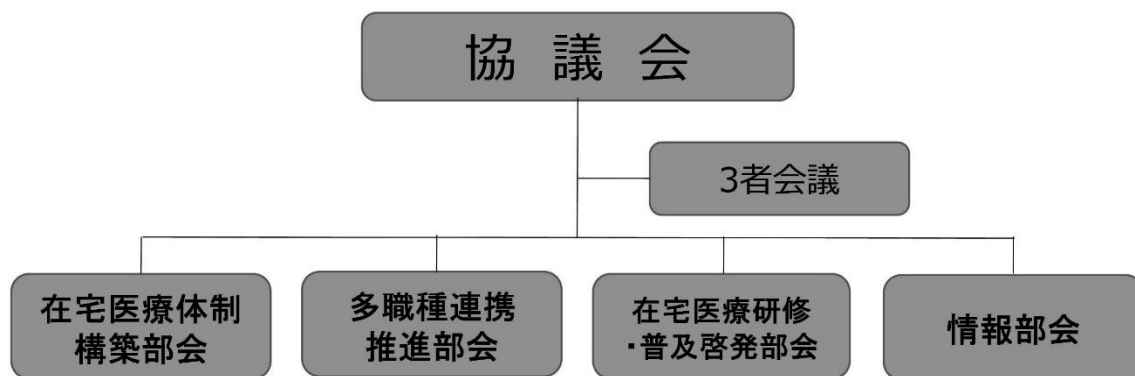 協 議 会
3者会議
在宅医療体制
構築部会
多職種連携
推進部会
在宅医療研修
・普及啓発部会
情報部会